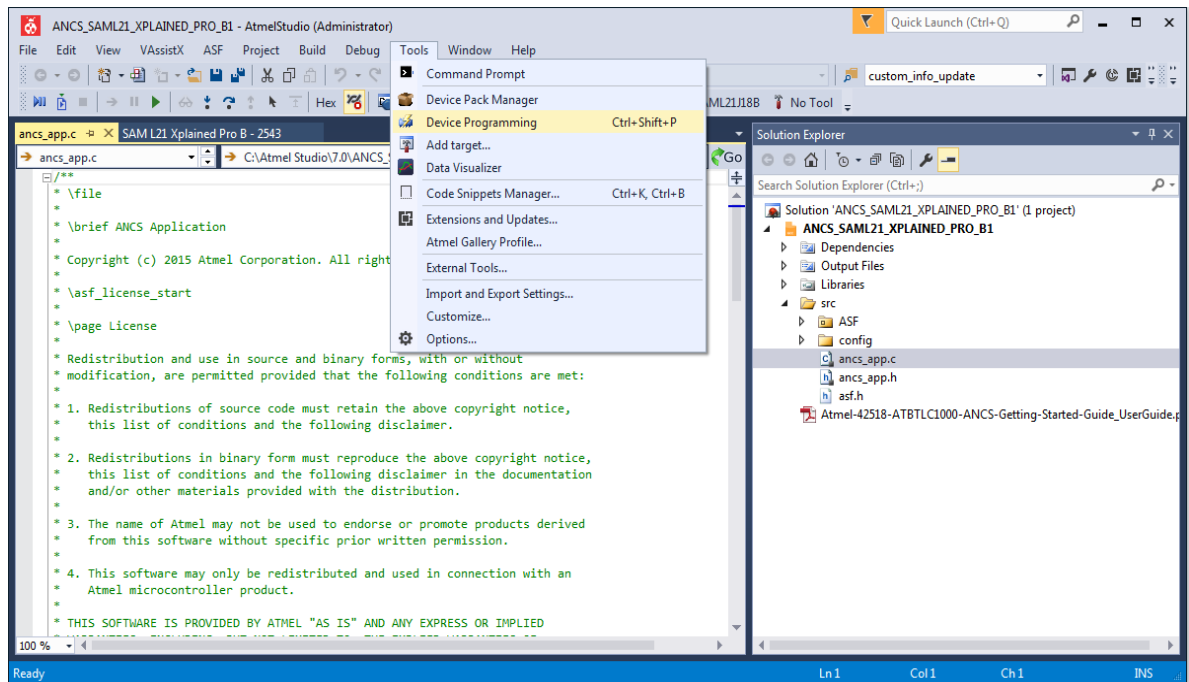 ANCS_SAML21_XPLAINED_PRO_B1 - AtmelStudio (Administrator)
Quick Launch (Ctrl+Q)
File Edit View VAssistX ASF Project Build Debug Tools Window Help
custom_info_update
Hex
ML21J18B No Tool
Command Prompt
Device Pack Manager
Device Programming Ctrl+Shift+P
Add target...
Data Visualizer
Code Snippets Manager... Ctrl+K, Ctrl+B
Extensions and Updates...
Atmel Gallery Profile...
External Tools...
Import and Export Settings...
Customize...
Options...
ancs_app.c SAM L21 Xplained Pro B - 2543
ancs_app.c C:\Atmel Studio\7.0\ANCS_ Go
/**
* \file
*
* \brief ANCS Application
*
* Copyright (c) 2015 Atmel Corporation. All right
*
* \asf_license_start
*
* \page License
*
* Redistribution and use in source and binary forms, with or without
* modification, are permitted provided that the following conditions are met:
*
* 1. Redistributions of source code must retain the above copyright notice,
* this list of conditions and the following disclaimer.
*
* 2. Redistributions in binary form must reproduce the above copyright notice,
* this list of conditions and the following disclaimer in the documentation
* and/or other materials provided with the distribution.
*
* 3. The name of Atmel may not be used to endorse or promote products derived
* from this software without specific prior written permission.
*
* 4. This software may only be redistributed and used in connection with an
* Atmel microcontroller product.
*
* THIS SOFTWARE IS PROVIDED BY ATMEL "AS IS" AND ANY EXPRESS OR IMPLIED
100 %
Solution Explorer
Search Solution Explorer (Ctrl+;)
Solution 'ANCS_SAML21_XPLAINED_PRO_B1' (1 project)
ANCS_SAML21_XPLAINED_PRO_B1
Dependencies
Output Files
Libraries
src
ASF
config
ancs_app.c
ancs_app.h
asf.h
Atmel-42518-ATBTLC1000-ANCS-Getting-Started-Guide_UserGuide.p
Ready Ln 1 Col 1 Ch 1 INS